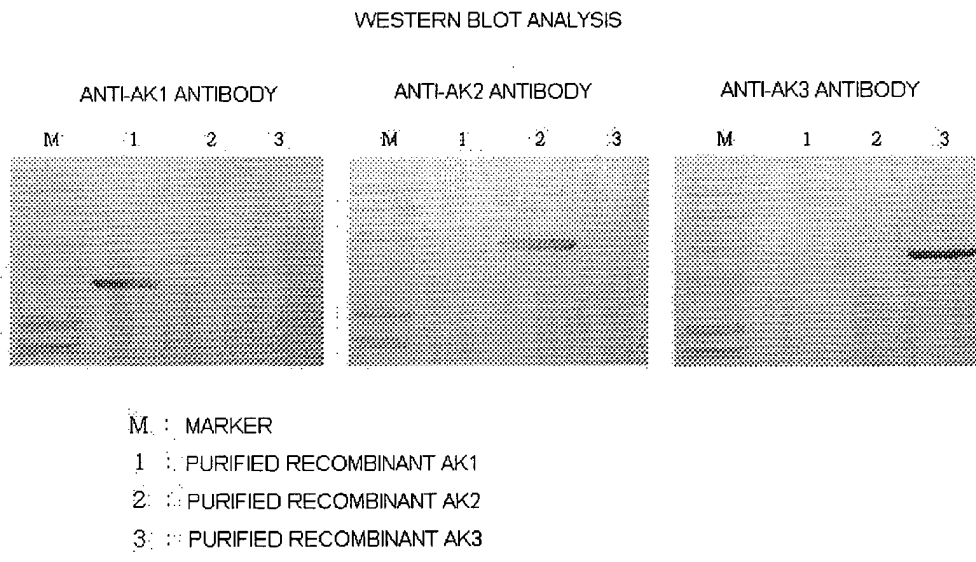 WESTERN BLOT ANALYSIS
ANTI-AK1 ANTIBODY
ANTI-AK2 ANTIBODY
ANTI-AK3 ANTIBODY
M 1 2 3
M 1 2 3
M 1 2 3
M : MARKER
1 : PURIFIED RECOMBINANT AK1
2 : PURIFIED RECOMBINANT AK2
3 : PURIFIED RECOMBINANT AK3